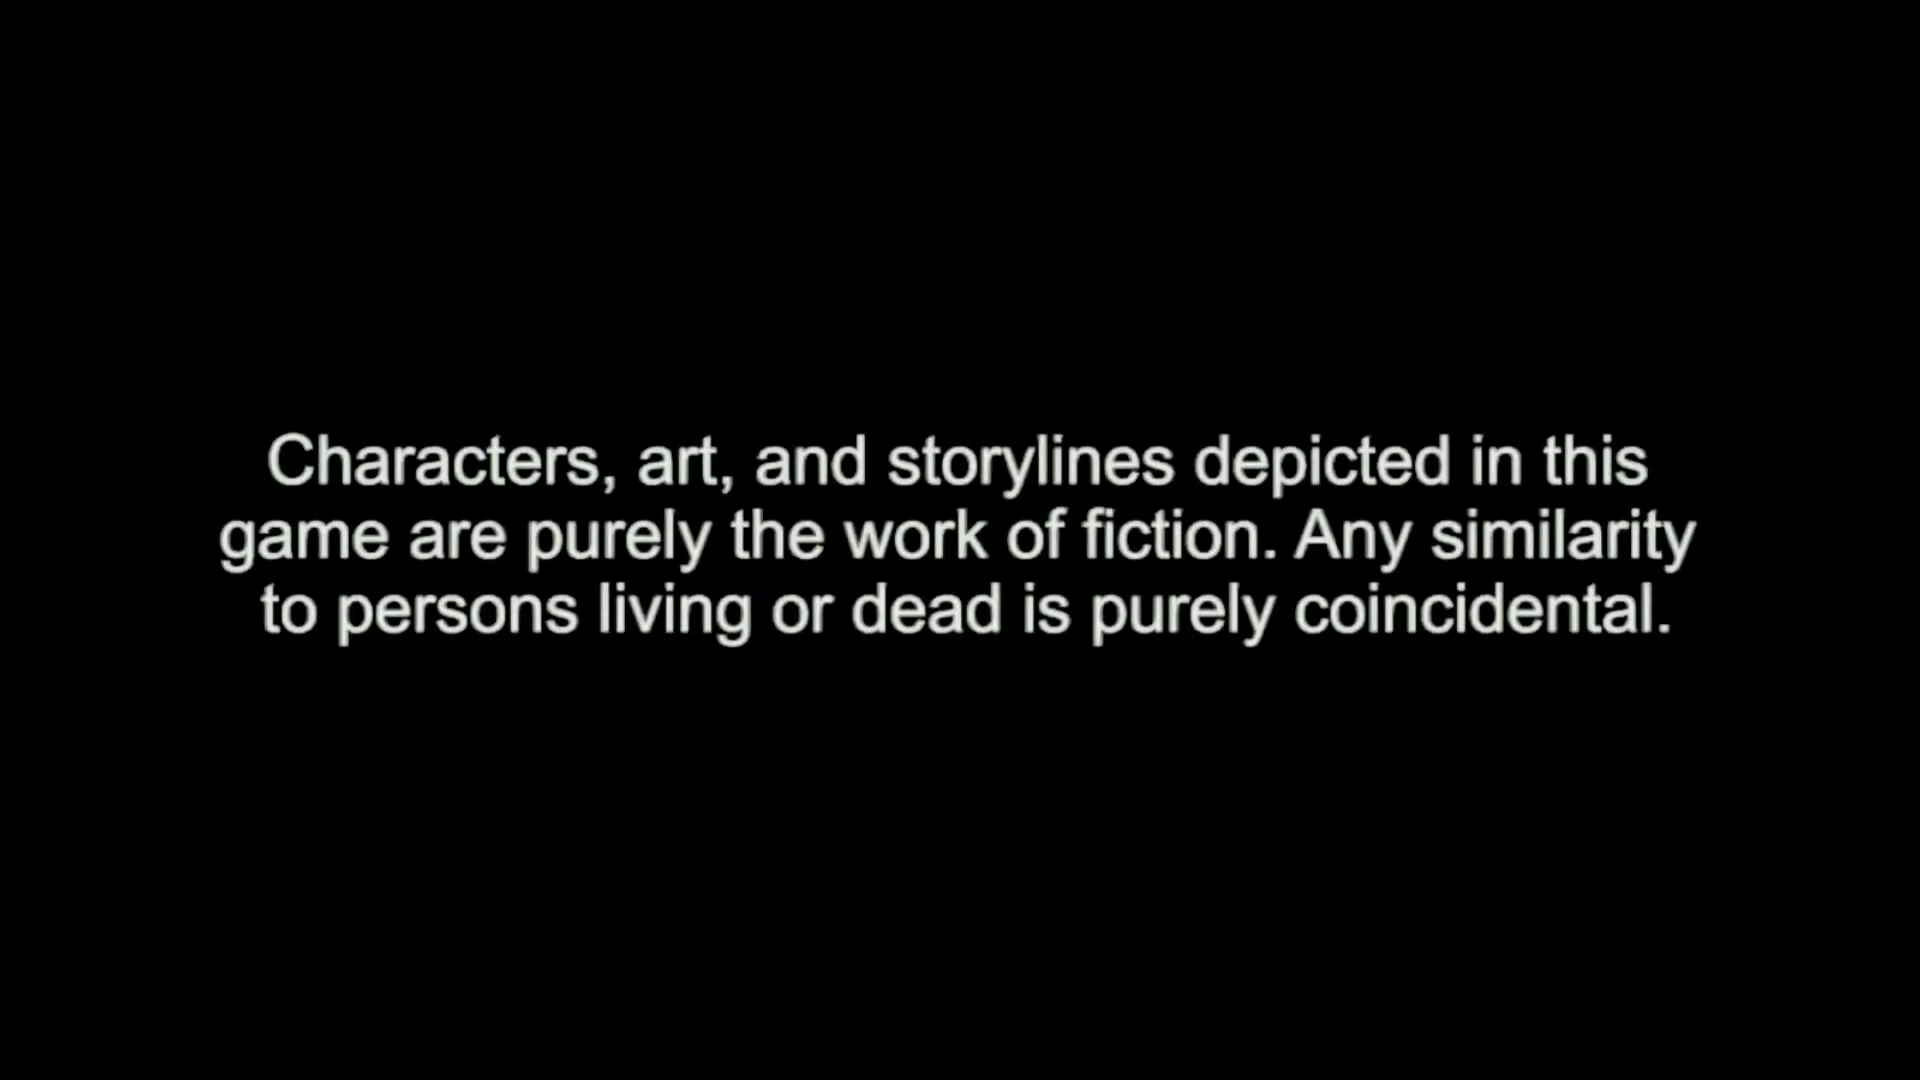 Characters, art, and storylines depicted in this
game are purely the work of fiction. Any similarity
to persons living or dead is purely coincidental.